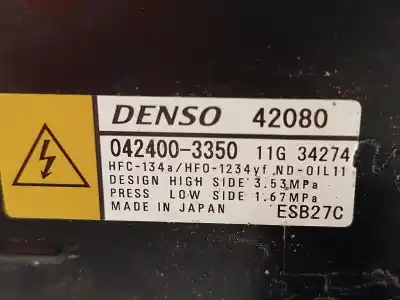 DENSO 42080
042400-3350 11G 34274
HFC-134a/HFO-1234yf,ND-OIL11
DESIGN HIGH SIDE 3.53MPa
PRESS LOW SIDE 1.67MPa
MADE IN JAPAN ESB27C